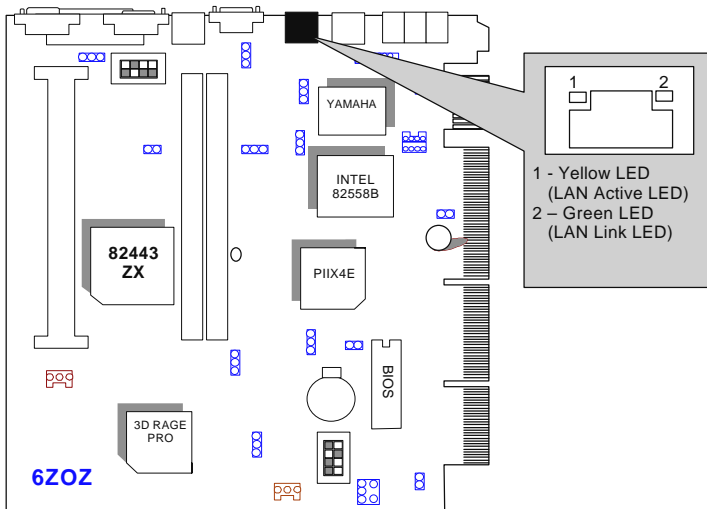 YAMAHA
INTEL
82558B
82443
ZX
PIIX4E
BIOS
3D RAGE
PRO
6ZOZ
1 2
1 - Yellow LED
(LAN Active LED)
2 – Green LED
(LAN Link LED)